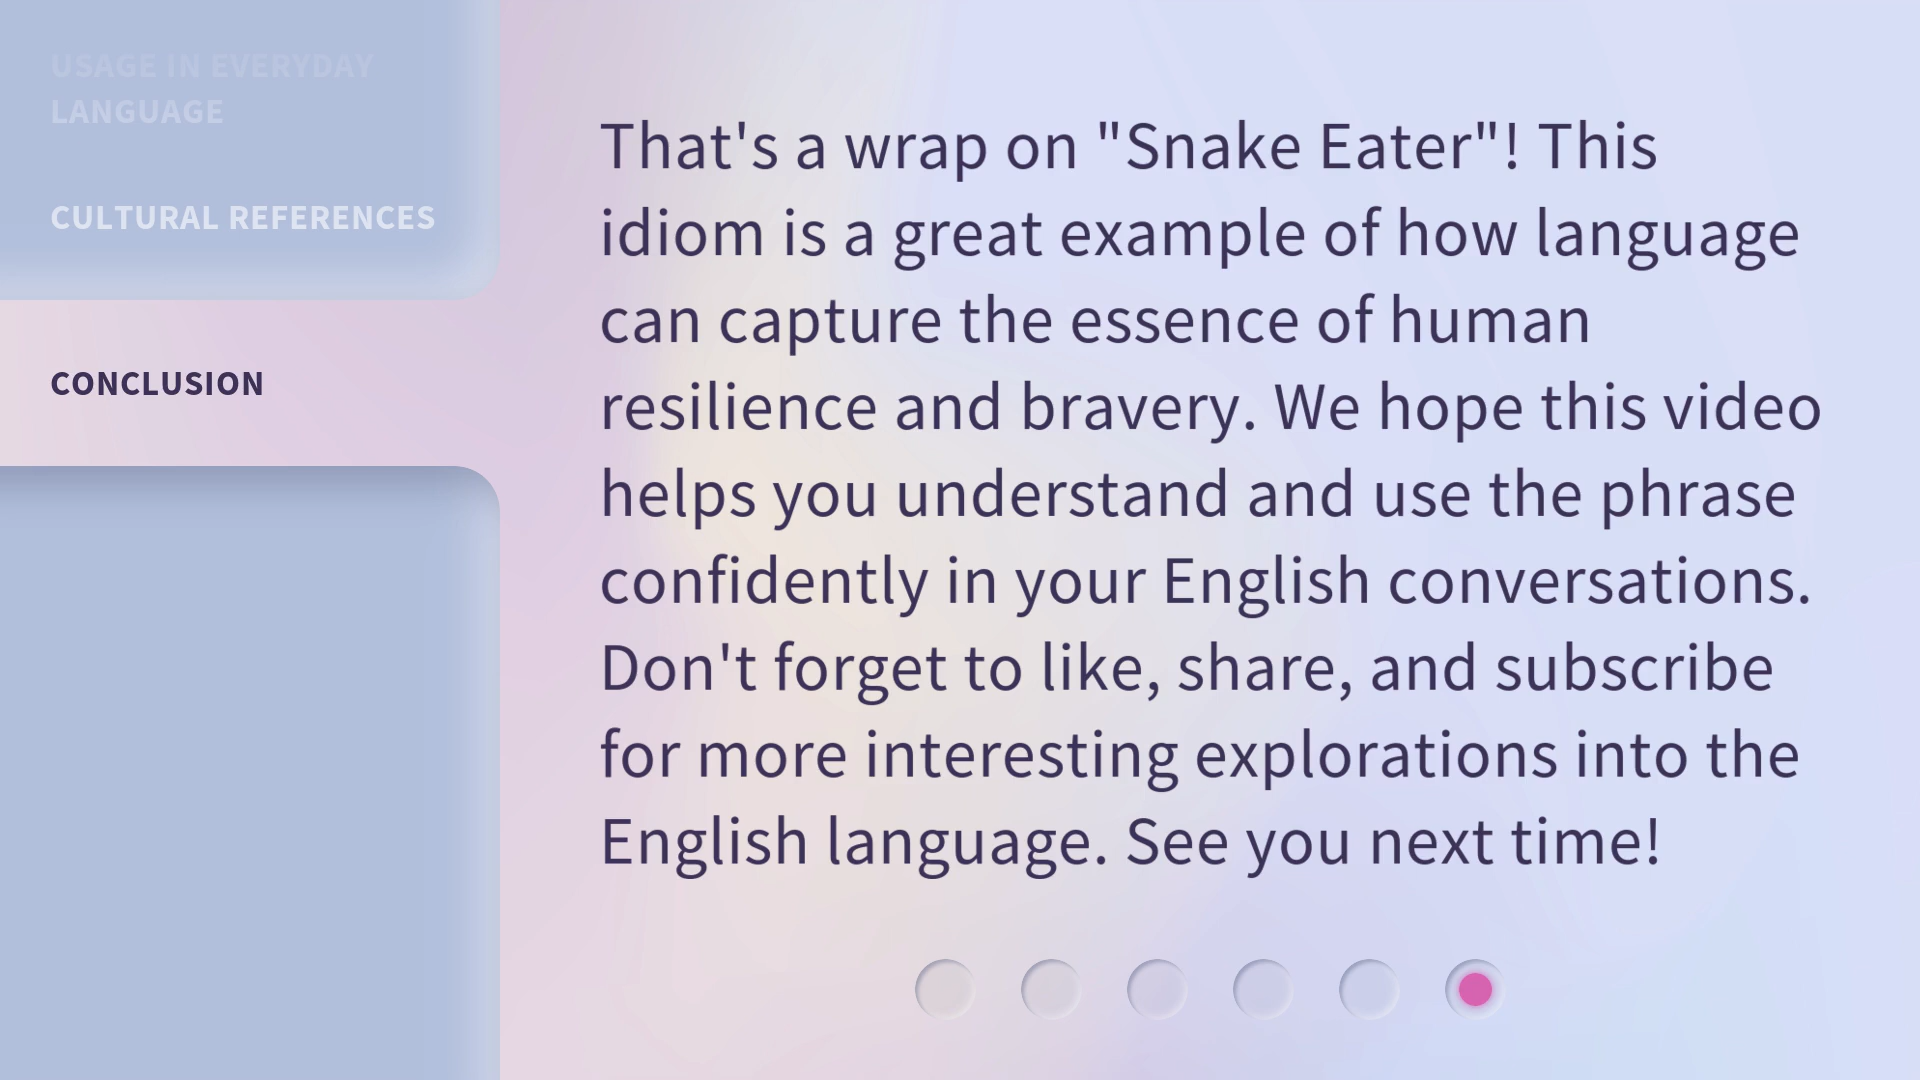 USAGE IN EVERYDAY
LANGUAGE
CULTURAL REFERENCES
CONCLUSION
That's a wrap on "Snake Eater"! This
idiom is a great example of how language
can capture the essence of human
resilience and bravery. We hope this video
helps you understand and use the phrase
confidently in your English conversations.
Don't forget to like, share, and subscribe
for more interesting explorations into the
English language. See you next time!